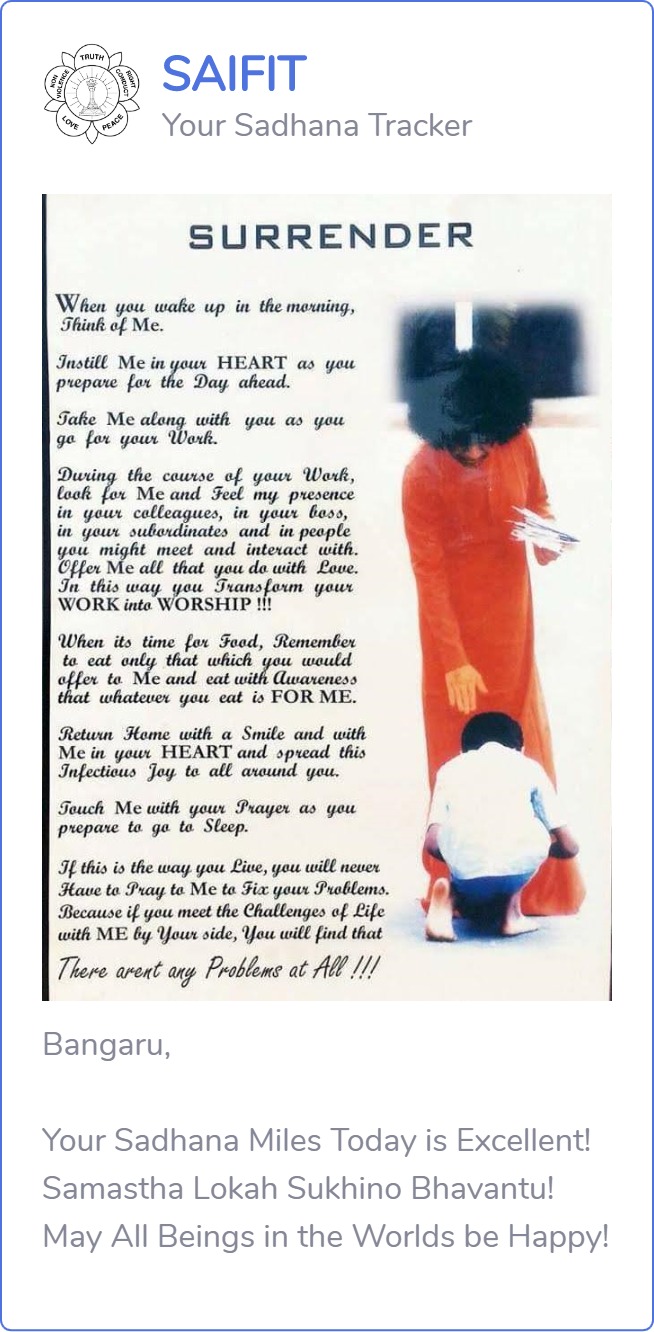 TRUTH
RIGHT
CONDUCT
PEACE
LOVE
NON
VIOLENCE
SAIFIT
Your Sadhana Tracker
SURRENDER
When you wake up in the morning,
Think of Me.
Instill Me in your HEART as you
prepare for the Day ahead.
Take Me along with you as you
go for your Work.
During the course of your Work,
look for Me and Feel my presence
in your colleagues, in your boss,
in your subordinates and in people
you might meet and interact with.
Offer Me all that you do with Love.
In this way you Transform your
WORK into WORSHIP !!!
When its time for Food, Remember
to eat only that which you would
offer to Me and eat with Awareness
that whatever you eat is FOR ME.
Return Home with a Smile and with
Me in your HEART and spread this
Infectious Joy to all around you.
Touch Me with your Prayer as you
prepare to go to Sleep.
If this is the way you Live, you will never
Have to Pray to Me to Fix your Problems.
Because if you meet the Challenges of Life
with ME by Your side, You will find that
There arent any Problems at All !!!
Bangaru,
Your Sadhana Miles Today is Excellent!
Samastha Lokah Sukhino Bhavantu!
May All Beings in the Worlds be Happy!